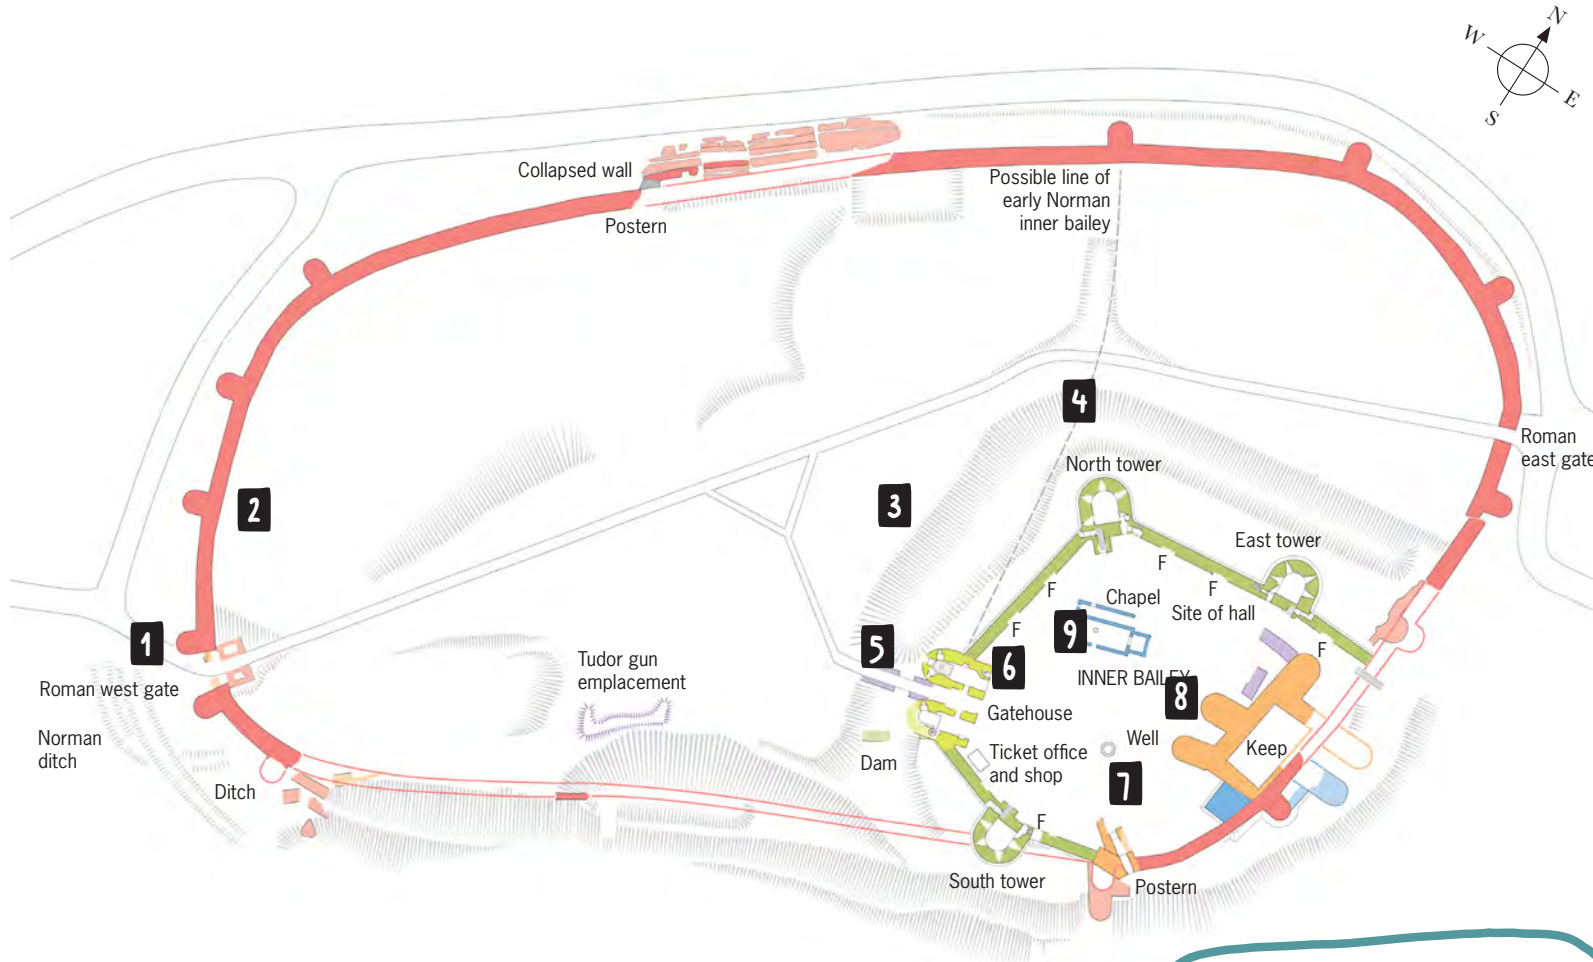 N
W
E
S
Collapsed wall
Postern
Possible line of
early Norman
inner bailey
4
Roman
east gate
North tower
2
3
East tower
F
F
F
Chapel
Site of hall
F
9
F
1
5
6
INNER BAILEY
Roman west gate
Tudor gun
emplacement
8
Gatehouse
Norman
ditch
Well
Keep
Dam
Ticket office
and shop
7
Ditch
F
South tower
Postern